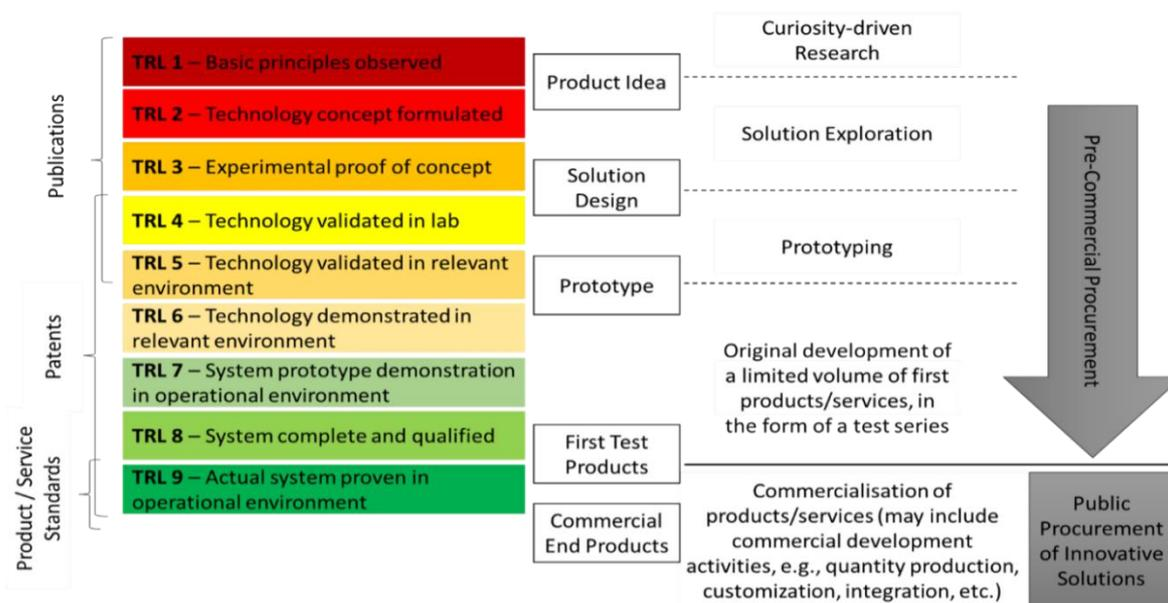 Publications
Patents
Product / Service
Standards
TRL 1 – Basic principles observed
TRL 2 – Technology concept formulated
TRL 3 – Experimental proof of concept
TRL 4 – Technology validated in lab
TRL 5 – Technology validated in relevant
environment
TRL 6 – Technology demonstrated in
relevant environment
TRL 7 – System prototype demonstration
in operational environment
TRL 8 – System complete and qualified
TRL 9 – Actual system proven in
operational environment
Product Idea
Solution
Design
Prototype
First Test
Products
Commercial
End Products
Curiosity-driven
Research
Solution Exploration
Prototyping
Original development of
a limited volume of first
products/services, in
the form of a test series
Commercialisation of
products/services (may include
commercial development
activities, e.g., quantity production,
customization, integration, etc.)
Pre-Commercial Procurement
Public
Procurement
of Innovative
Solutions